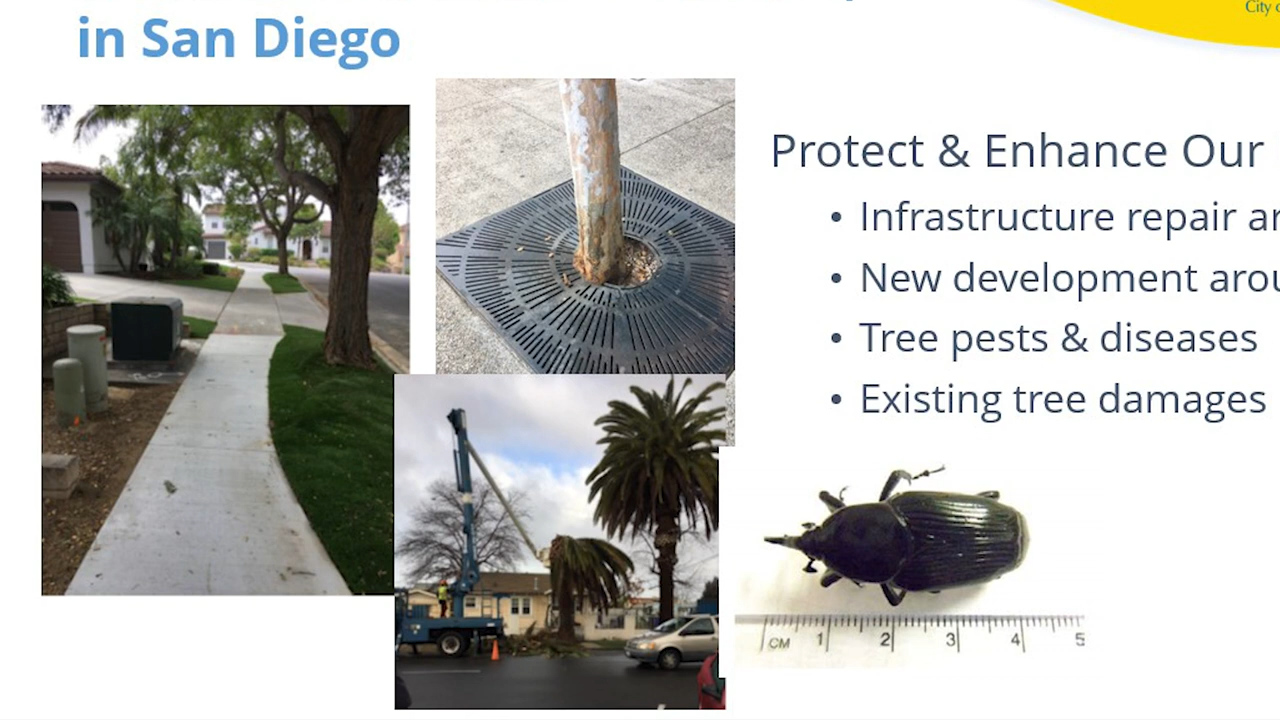 in San Diego
City
Protect & Enhance Our
• Infrastructure repair
• New development
• Tree pests & diseases
• Existing tree damages
CM 1 2 3 4 5